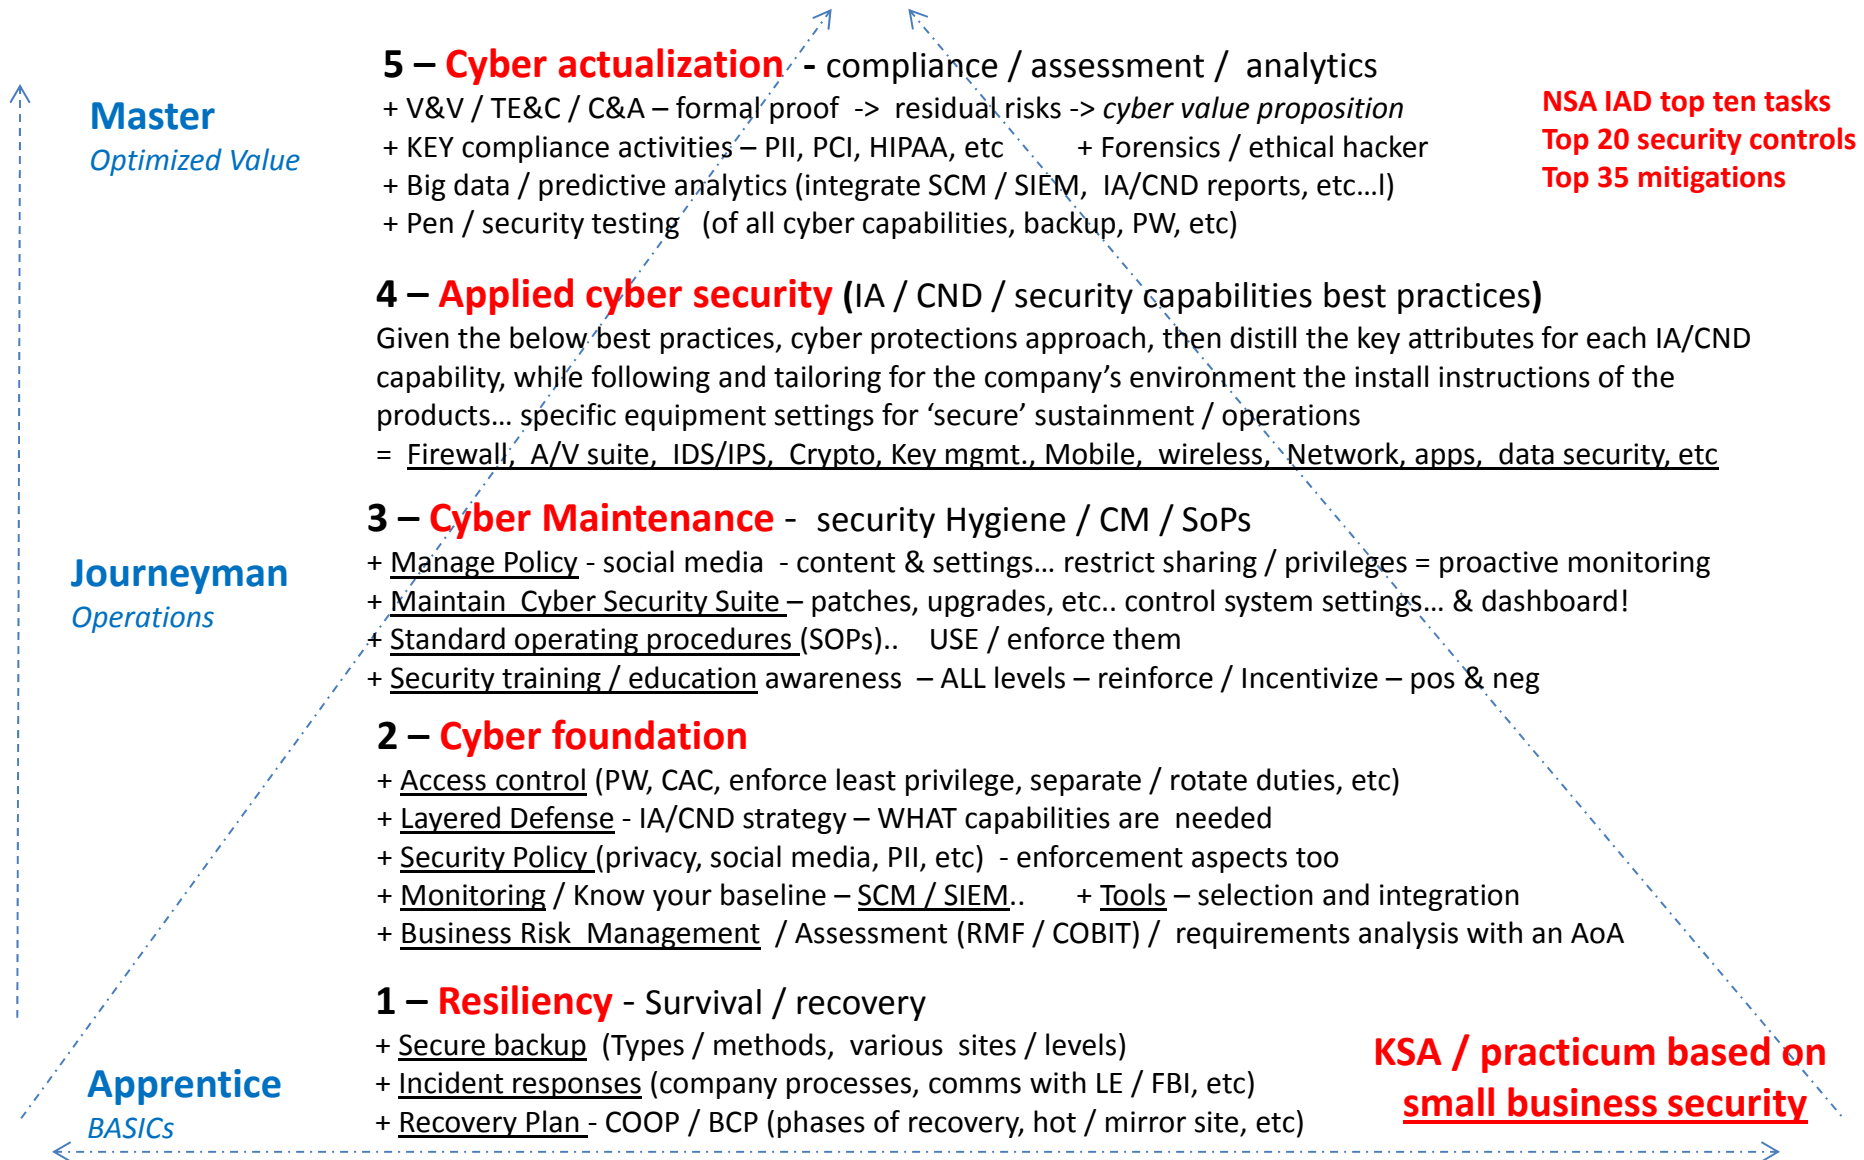 5 – Cyber actualization - compliance / assessment / analytics
+ V&V / TE&C / C&A – formal proof -> residual risks -> cyber value proposition
+ KEY compliance activities – PII, PCI, HIPAA, etc + Forensics / ethical hacker
+ Big data / predictive analytics (integrate SCM / SIEM, IA/CND reports, etc…l)
+ Pen / security testing (of all cyber capabilities, backup, PW, etc)
Master
Optimized Value
NSA IAD top ten tasks
Top 20 security controls
Top 35 mitigations
4 – Applied cyber security (IA / CND / security capabilities best practices)
Given the below best practices, cyber protections approach, then distill the key attributes for each IA/CND
capability, while following and tailoring for the company’s environment the install instructions of the
products… specific equipment settings for ‘secure’ sustainment / operations
= Firewall, A/V suite, IDS/IPS, Crypto, Key mgmt., Mobile, wireless, Network, apps, data security, etc
3 – Cyber Maintenance - security Hygiene / CM / SoPs
+ Manage Policy - social media - content & settings… restrict sharing / privileges = proactive monitoring
+ Maintain Cyber Security Suite – patches, upgrades, etc.. control system settings… & dashboard!
+ Standard operating procedures (SOPs).. USE / enforce them
+ Security training / education awareness – ALL levels – reinforce / Incentivize – pos & neg
Journeyman
Operations
2 – Cyber foundation
+ Access control (PW, CAC, enforce least privilege, separate / rotate duties, etc)
+ Layered Defense - IA/CND strategy – WHAT capabilities are needed
+ Security Policy (privacy, social media, PII, etc) - enforcement aspects too
+ Monitoring / Know your baseline – SCM / SIEM.. + Tools – selection and integration
+ Business Risk Management / Assessment (RMF / COBIT) / requirements analysis with an AoA
1 – Resiliency - Survival / recovery
+ Secure backup (Types / methods, various sites / levels)
+ Incident responses (company processes, comms with LE / FBI, etc)
+ Recovery Plan - COOP / BCP (phases of recovery, hot / mirror site, etc)
Apprentice
BASICs
KSA / practicum based on
small business security